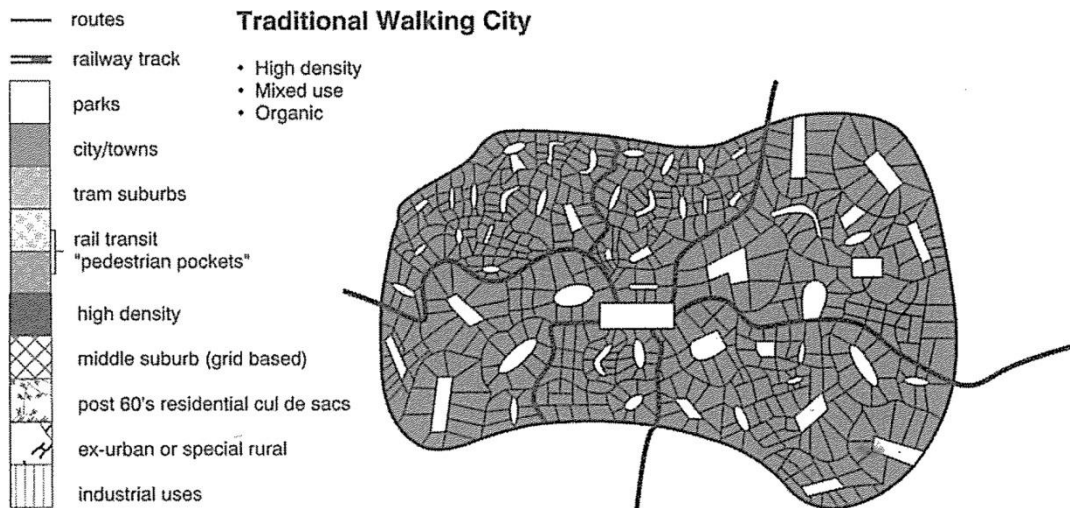 routes
railway track
parks
city/towns
tram suburbs
rail transit
"pedestrian pockets"
high density
middle suburb (grid based)
post 60's residential cul de sacs
ex-urban or special rural
industrial uses
Traditional Walking City
• High density
• Mixed use
• Organic